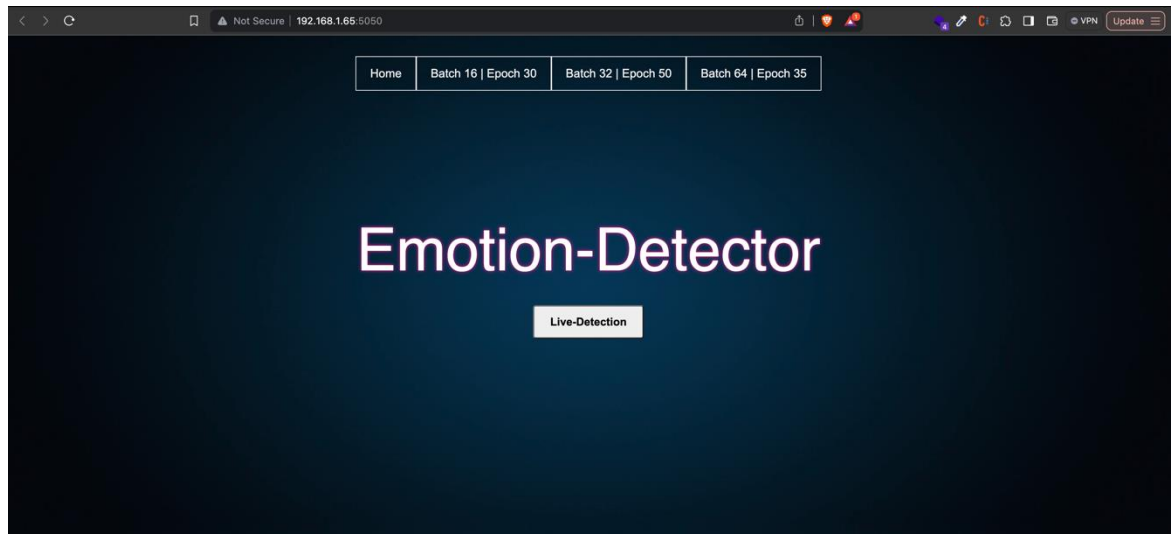 Not Secure | 192.168.1.65:5050
4
C
VPN
Update
Home
Batch 16 | Epoch 30
Batch 32 | Epoch 50
Batch 64 | Epoch 35
Emotion-Detector
Live-Detection